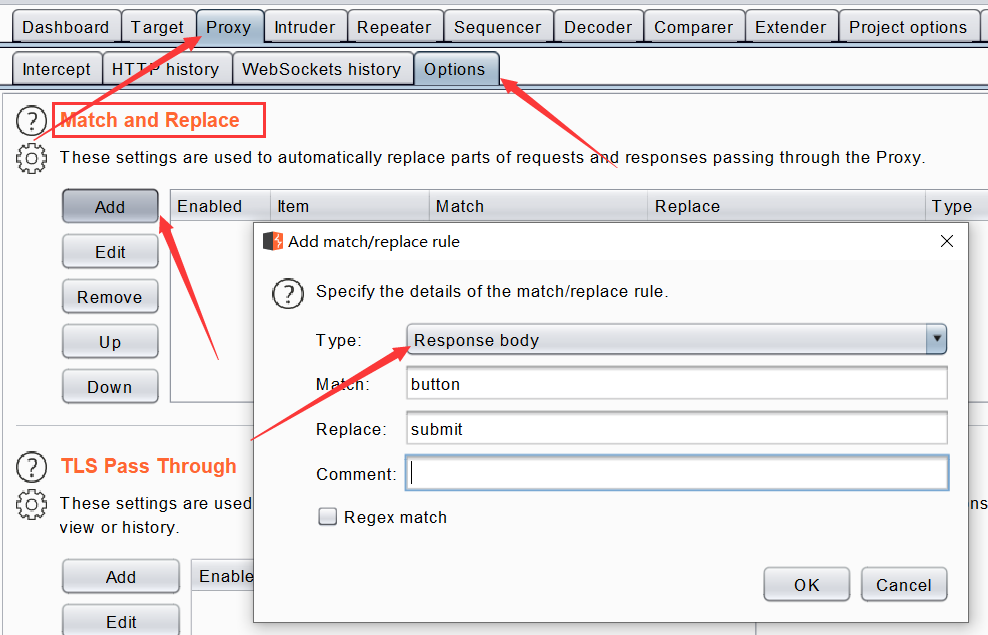 Dashboard Target Proxy Intruder Repeater Sequencer Decoder Comparer Extender Project options
Intercept HTTP history WebSockets history Options
Match and Replace
These settings are used to automatically replace parts of requests and responses passing through the Proxy.
Add Enabled Item Match Replace Type
Edit
Remove
Up
Down
Add match/replace rule
Specify the details of the match/replace rule.
Type: Response body
Match: button
Replace: submit
Comment:
Regex match
OK Cancel
TLS Pass Through
These settings are used
view or history.
Add Enable
Edit